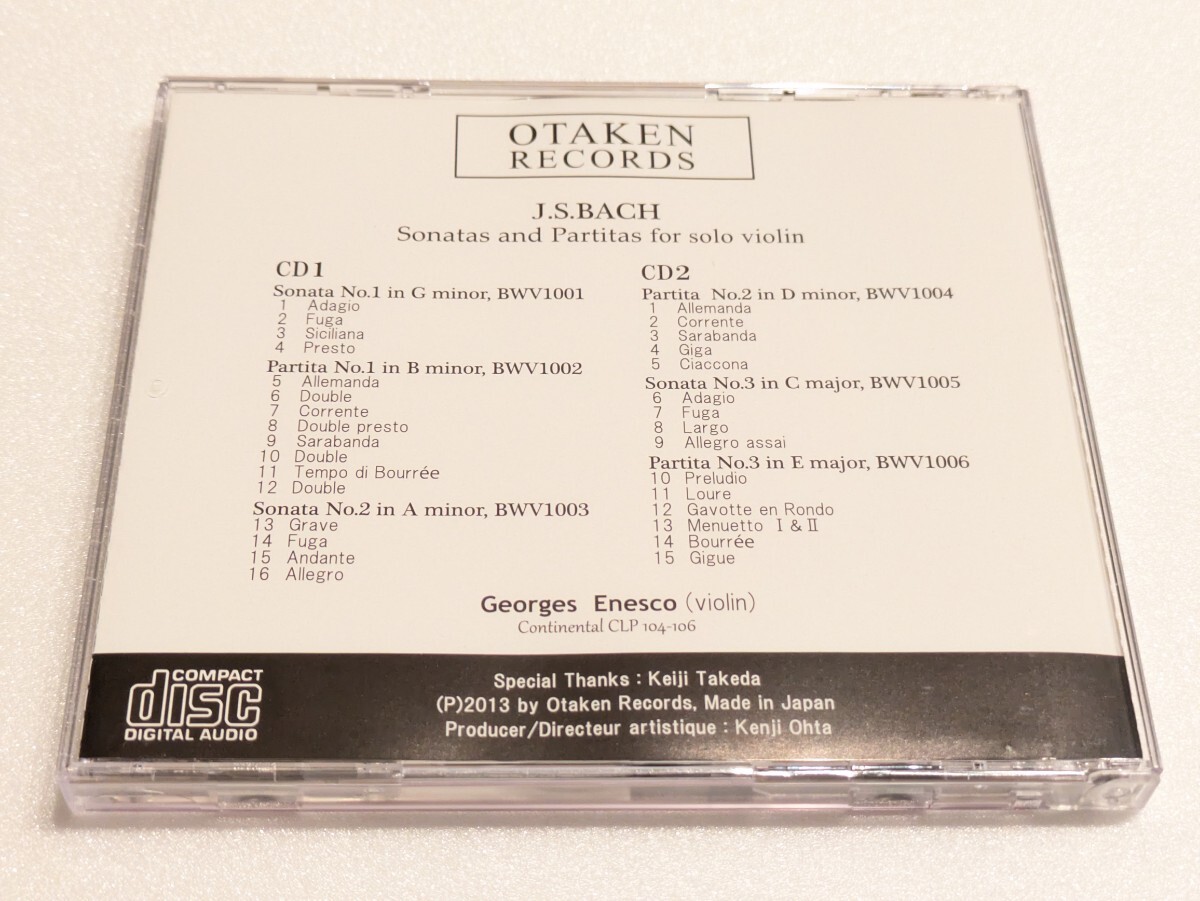 OTAKEN
RECORDS
J.S.BACH
Sonatas and Partitas for solo violin
CD1
Sonata No.1 in G minor, BWV1001
1 Adagio
2 Fuga
3 Siciliana
4 Presto
Partita No.1 in B minor, BWV1002
5 Allemanda
6 Double
7 Corrente
8 Double presto
9 Sarabanda
10 Double
11 Tempo di Bourrée
12 Double
Sonata No.2 in A minor, BWV1003
13 Grave
14 Fuga
15 Andante
16 Allegro
CD2
Partita No.2 in D minor, BWV1004
1 Allemanda
2 Corrente
3 Sarabanda
4 Giga
5 Ciaccona
Sonata No.3 in C major, BWV1005
6 Adagio
7 Fuga
8 Largo
9 Allegro assai
Partita No.3 in E major, BWV1006
10 Preludio
11 Loure
12 Gavotte en Rondo
13 Menuetto Ⅰ&Ⅱ
14 Bourrée
15 Gigue
Georges Enesco (violin)
Continental CLP 104-106
COMPACT
disc
DIGITAL AUDIO
Special Thanks : Keiji Takeda
(P)2013 by Otaken Records, Made in Japan
Producer/Directeur artistique : Kenji Ohta